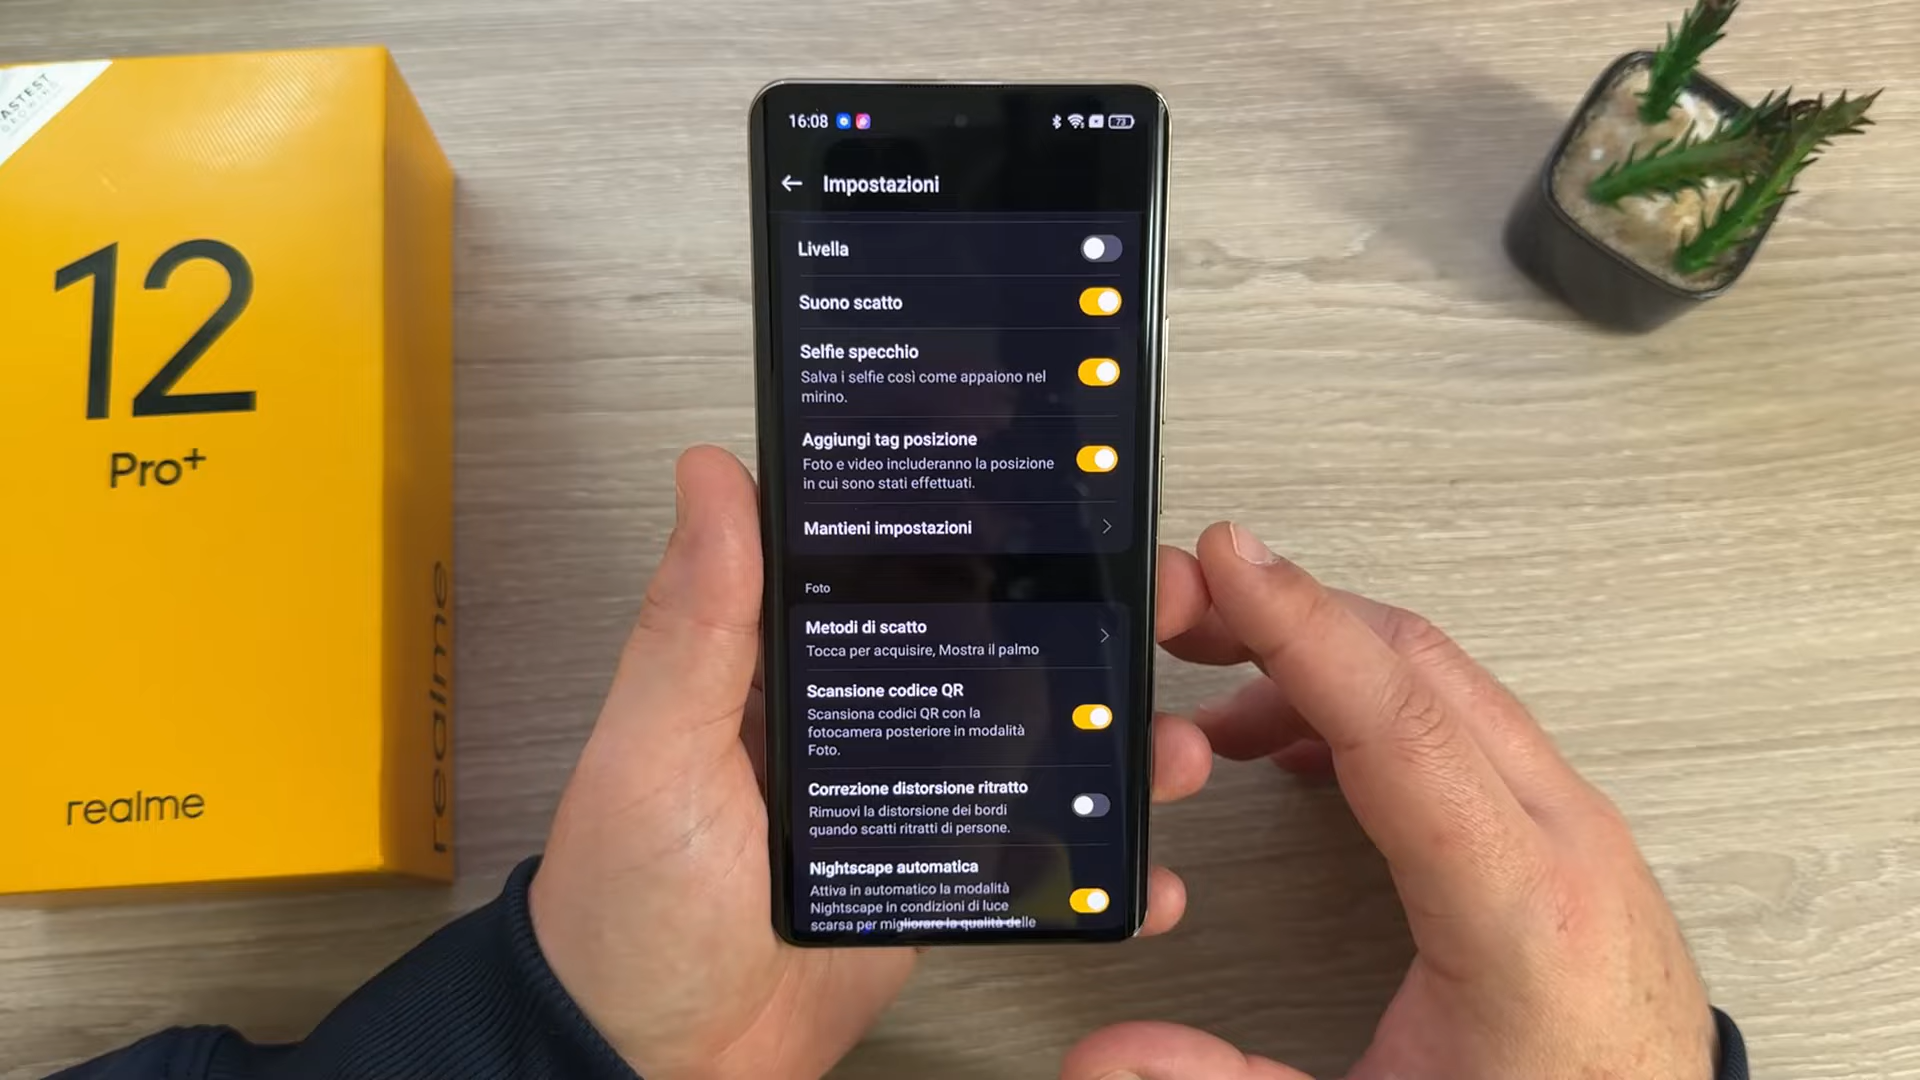 FASTEST
GROWING
12
Pro+
realme
realme
16:08
73
Impostazioni
Livella
Suono scatto
Selfie specchio
Salva i selfie così come appaiono nel
mirino.
Aggiungi tag posizione
Foto e video includeranno la posizione
in cui sono stati effettuati.
Mantieni impostazioni
Foto
Metodi di scatto
Tocca per acquisire, Mostra il palmo
Scansione codice QR
Scansiona codici QR con la
fotocamera posteriore in modalità
Foto.
Correzione distorsione ritratto
Rimuovi la distorsione dei bordi
quando scatti ritratti di persone.
Nightscape automatica
Attiva in automatico la modalità
Nightscape in condizioni di luce
scarsa per migliorare la qualità delle